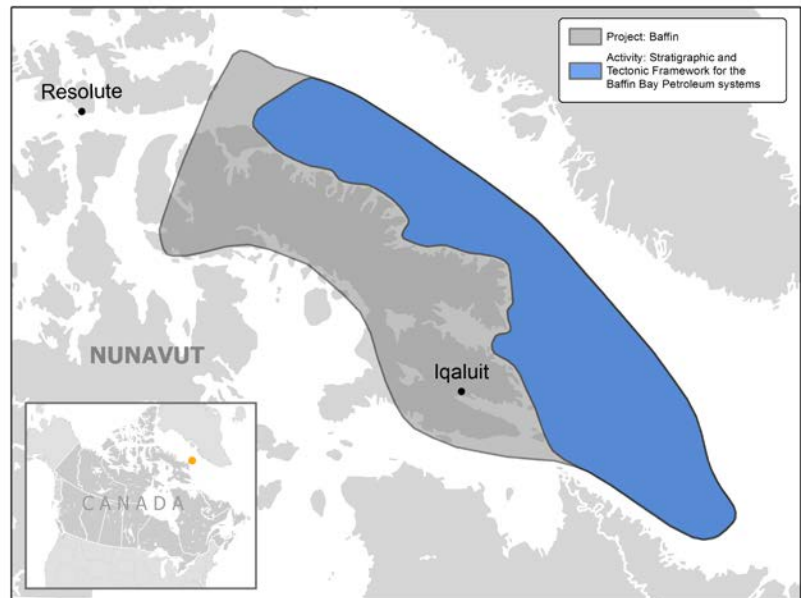 Project: Baffin
Activity: Stratigraphic and
Tectonic Framework for the
Baffin Bay Petroleum systems
Resolute
NUNAVUT
Iqaluit
CANADA